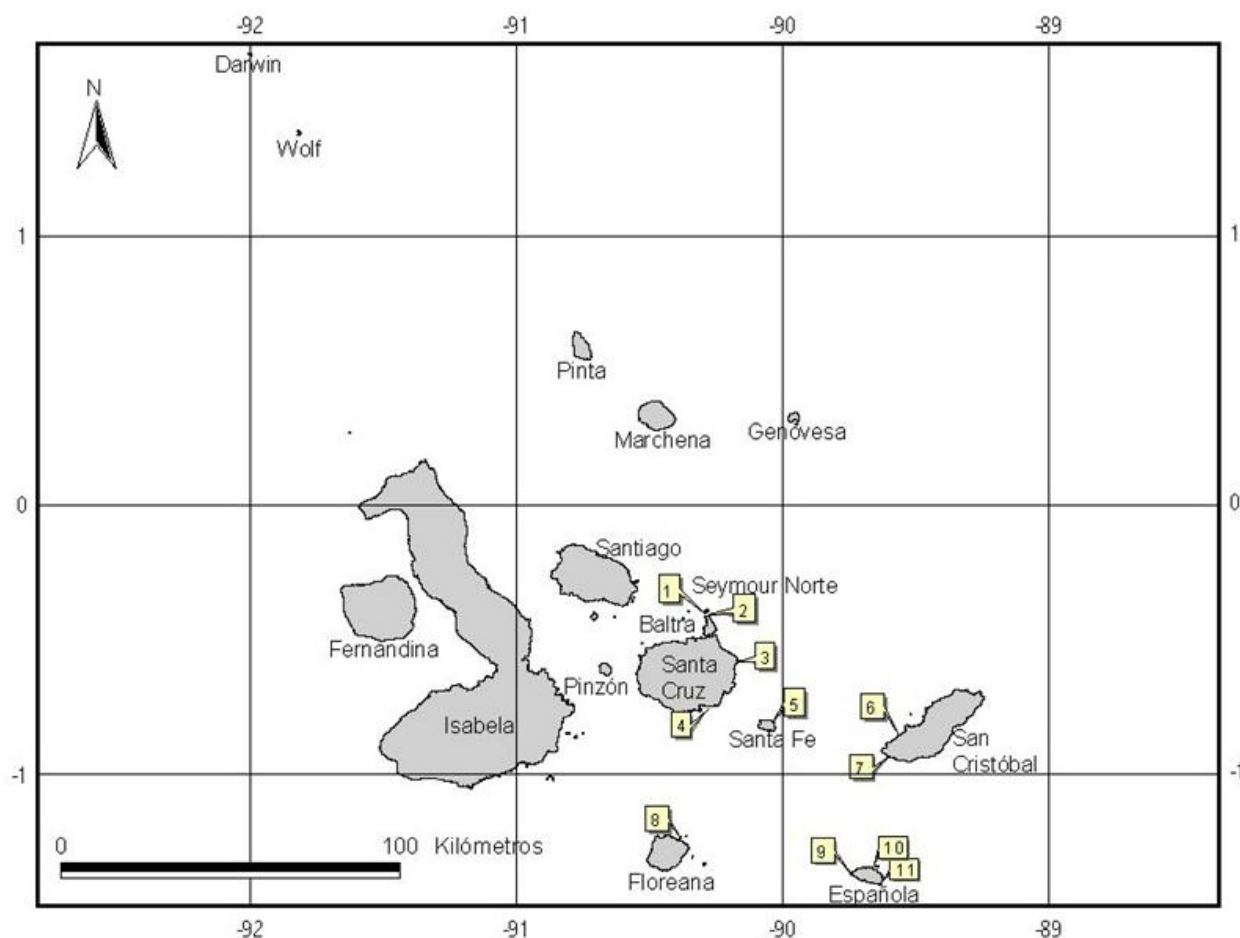 -92 -91 -90 -89
Darwin
N
Wolf
1 1
Pinta
Marchena
Genovesa
0 0
Santiago
1
Seymour Norte
2
Baltra
Fernandina
Santa
Cruz
3
Pinzón
5
Isabela
4
Santa Fe
6
San
Cristóbal
7
-1 -1
8
0 100 Kilómetros
9
10
11
Floreana
Española
-92 -91 -90 -89